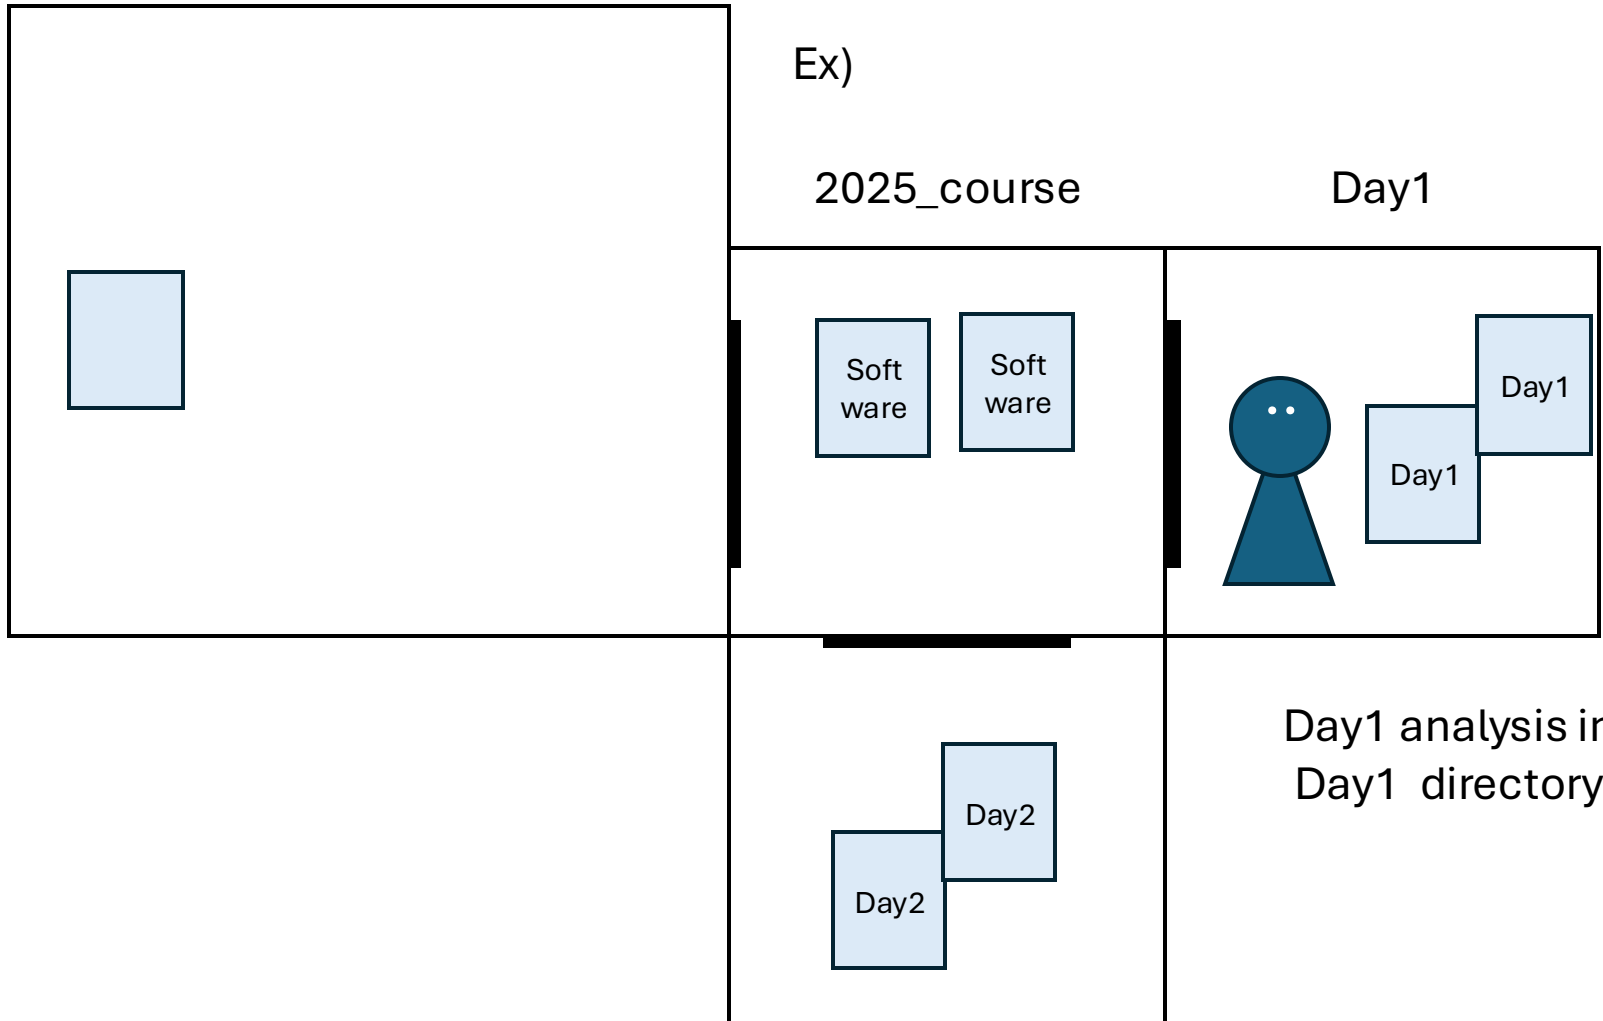 Ex)
2025_course
Day1
Soft
ware
Soft
ware
Day1
Day1
Day1 analysis
Day1 directory
Day2
Day2